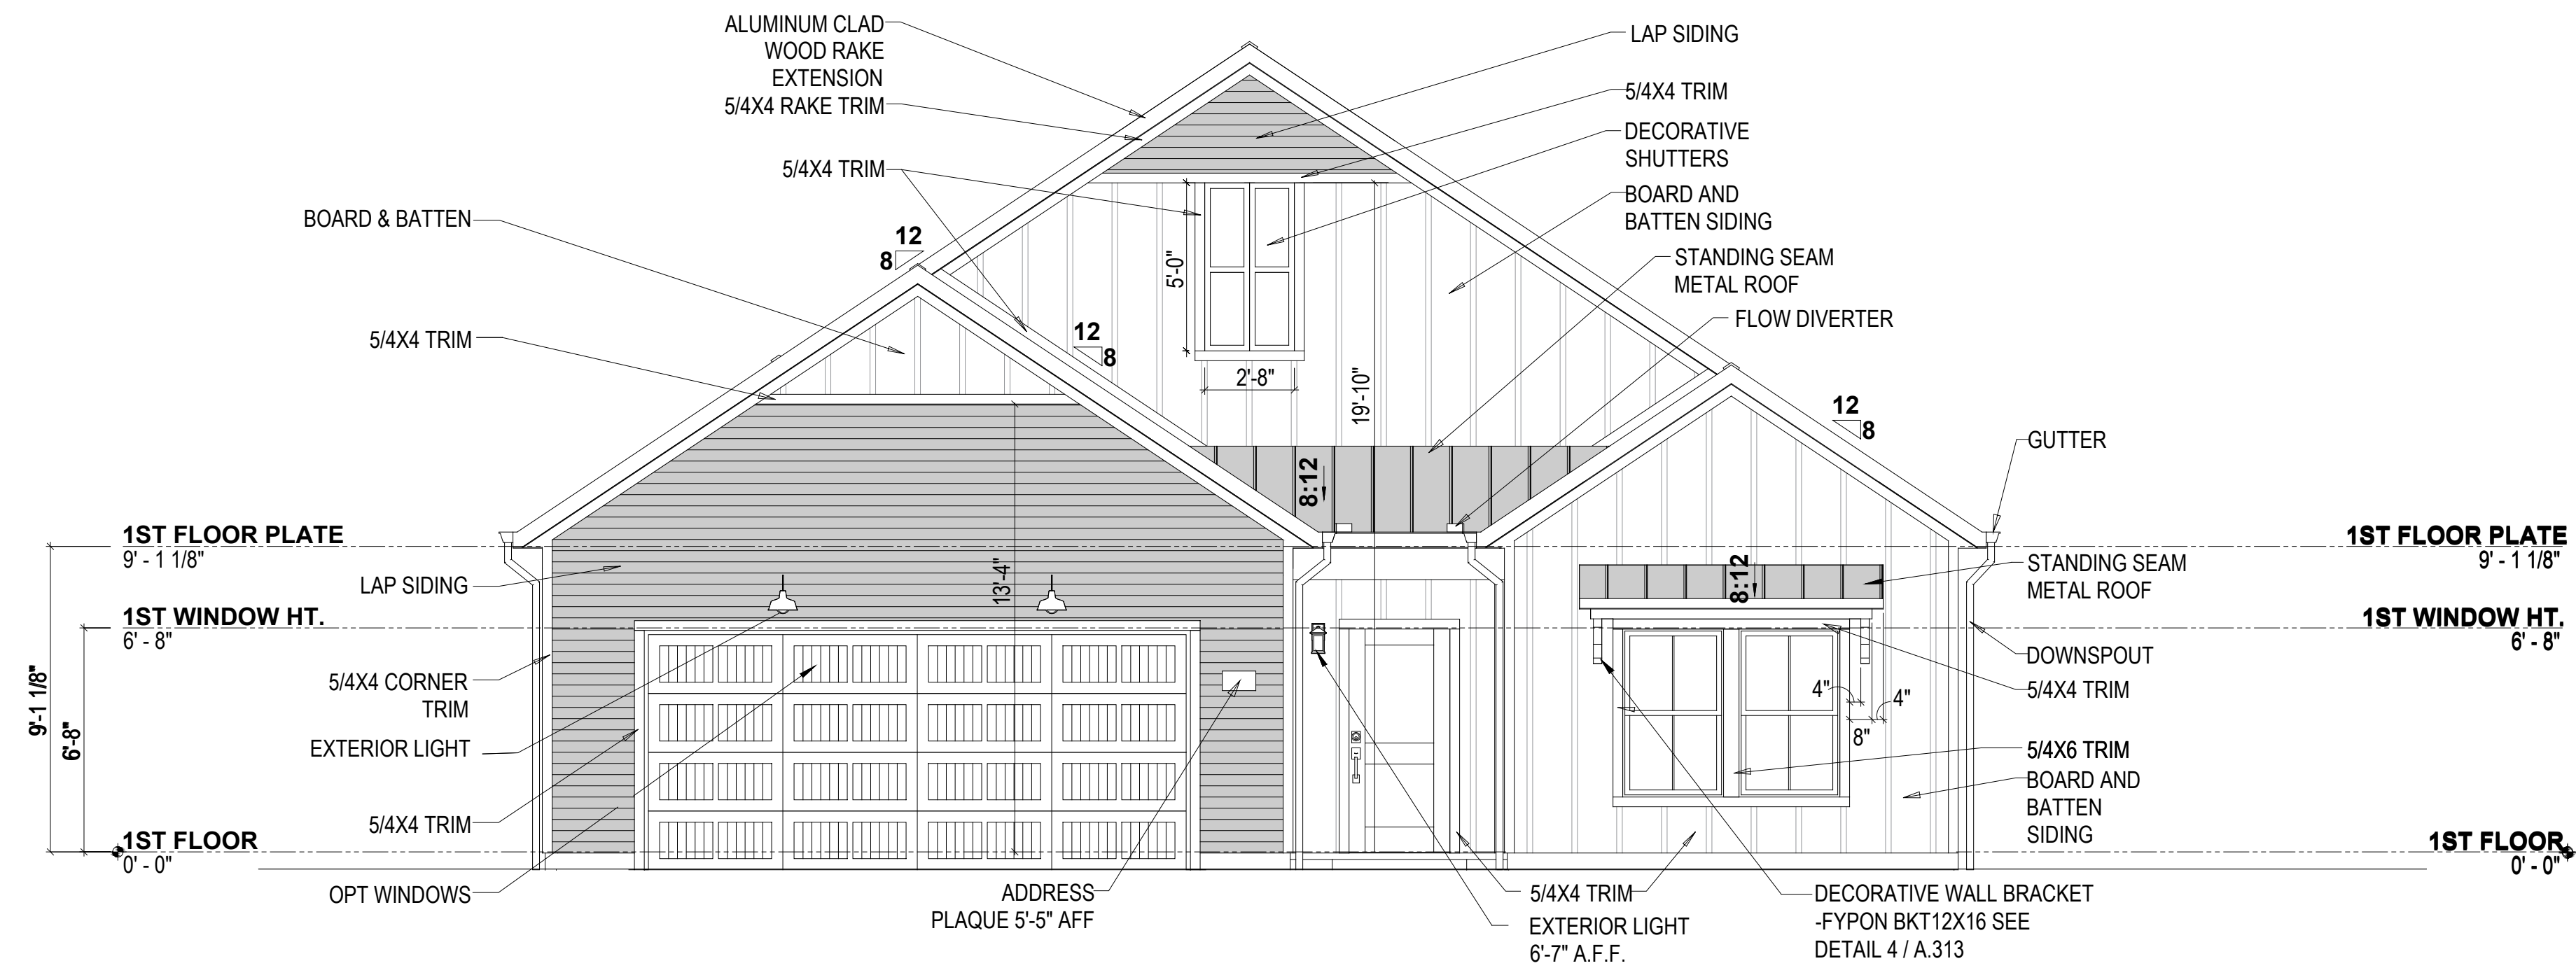 ALUMINUM CLAD
WOOD RAKE
EXTENSION
5/4X4 RAKE TRIM
5/4X4 TRIM
BOARD & BATTEN
5/4X4 TRIM
LAP SIDING
5/4X4 TRIM
DECORATIVE
SHUTTERS
BOARD AND
BATTEN SIDING
STANDING SEAM
METAL ROOF
FLOW DIVERTER
12
8
12
8
12
8
5'-0"
2'-8"
19'-10"
13'-4"
8:12
8:12
GUTTER
1ST FLOOR PLATE
9' - 1 1/8"
LAP SIDING
1ST WINDOW HT.
6' - 8"
5/4X4 CORNER
TRIM
EXTERIOR LIGHT
5/4X4 TRIM
1ST FLOOR
0' - 0"
OPT WINDOWS
9'-1 1/8"
6'-8"
ADDRESS
PLAQUE 5'-5" AFF
1ST FLOOR PLATE
9' - 1 1/8"
STANDING SEAM
METAL ROOF
1ST WINDOW HT.
6' - 8"
DOWNSPOUT
5/4X4 TRIM
4"
4"
8"
5/4X6 TRIM
BOARD AND
BATTEN
SIDING
1ST FLOOR
0' - 0"
5/4X4 TRIM
EXTERIOR LIGHT
6'-7" A.F.F.
DECORATIVE WALL BRACKET
-FYPON BKT12X16 SEE
DETAIL 4 / A.313